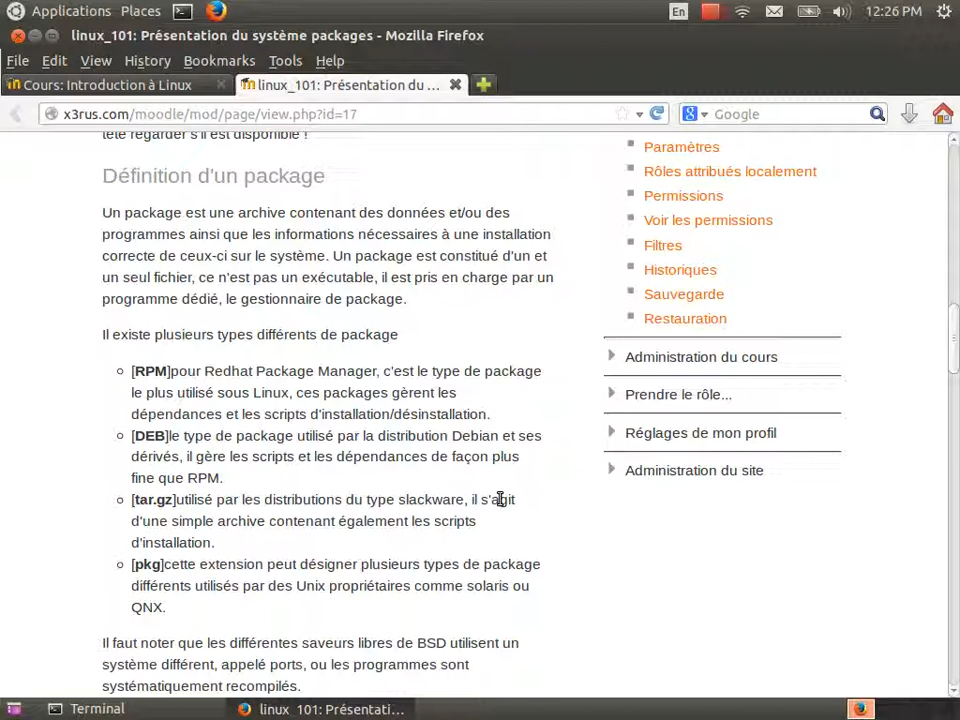 Applications Places En 12:26 PM
linux_101: Présentation du système packages - Mozilla Firefox
File Edit View History Bookmarks Tools Help
Cours: Introduction à Linux linux_101: Présentation du ...
x3rus.com/moodle/mod/page/view.php?id=17 Google
tête regarder s'il est disponible !
Définition d'un package
Un package est une archive contenant des données et/ou des
programmes ainsi que les informations nécessaires à une installation
correcte de ceux-ci sur le système. Un package est constitué d'un et
un seul fichier, ce n'est pas un exécutable, il est pris en charge par un
programme dédié, le gestionnaire de package.
Il existe plusieurs types différents de package
[RPM]pour Redhat Package Manager, c'est le type de package
le plus utilisé sous Linux, ces packages gèrent les
dépendances et les scripts d'installation/désinstallation.
[DEB]le type de package utilisé par la distribution Debian et ses
dérivés, il gère les scripts et les dépendances de façon plus
fine que RPM.
[tar.gz]utilisé par les distributions du type slackware, il s'agit
d'une simple archive contenant également les scripts
d'installation.
[pkg]cette extension peut désigner plusieurs types de package
différents utilisés par des Unix propriétaires comme solaris ou
QNX.
Il faut noter que les différentes saveurs libres de BSD utilisent un
système différent, appelé ports, ou les programmes sont
systématiquement recompilés.
Paramètres
Rôles attribués localement
Permissions
Voir les permissions
Filtres
Historiques
Sauvegarde
Restauration
Administration du cours
Prendre le rôle...
Réglages de mon profil
Administration du site
Terminal linux_101: Présentati...